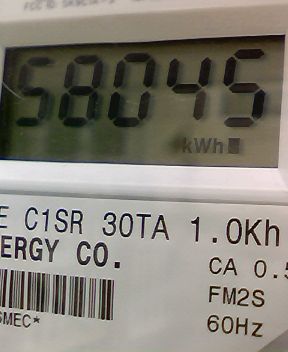 58045
kWh
E C1SR 30TA 1.0Kh
ERGY CO.
CA 0.5
FM2S
60Hz
SMEC*